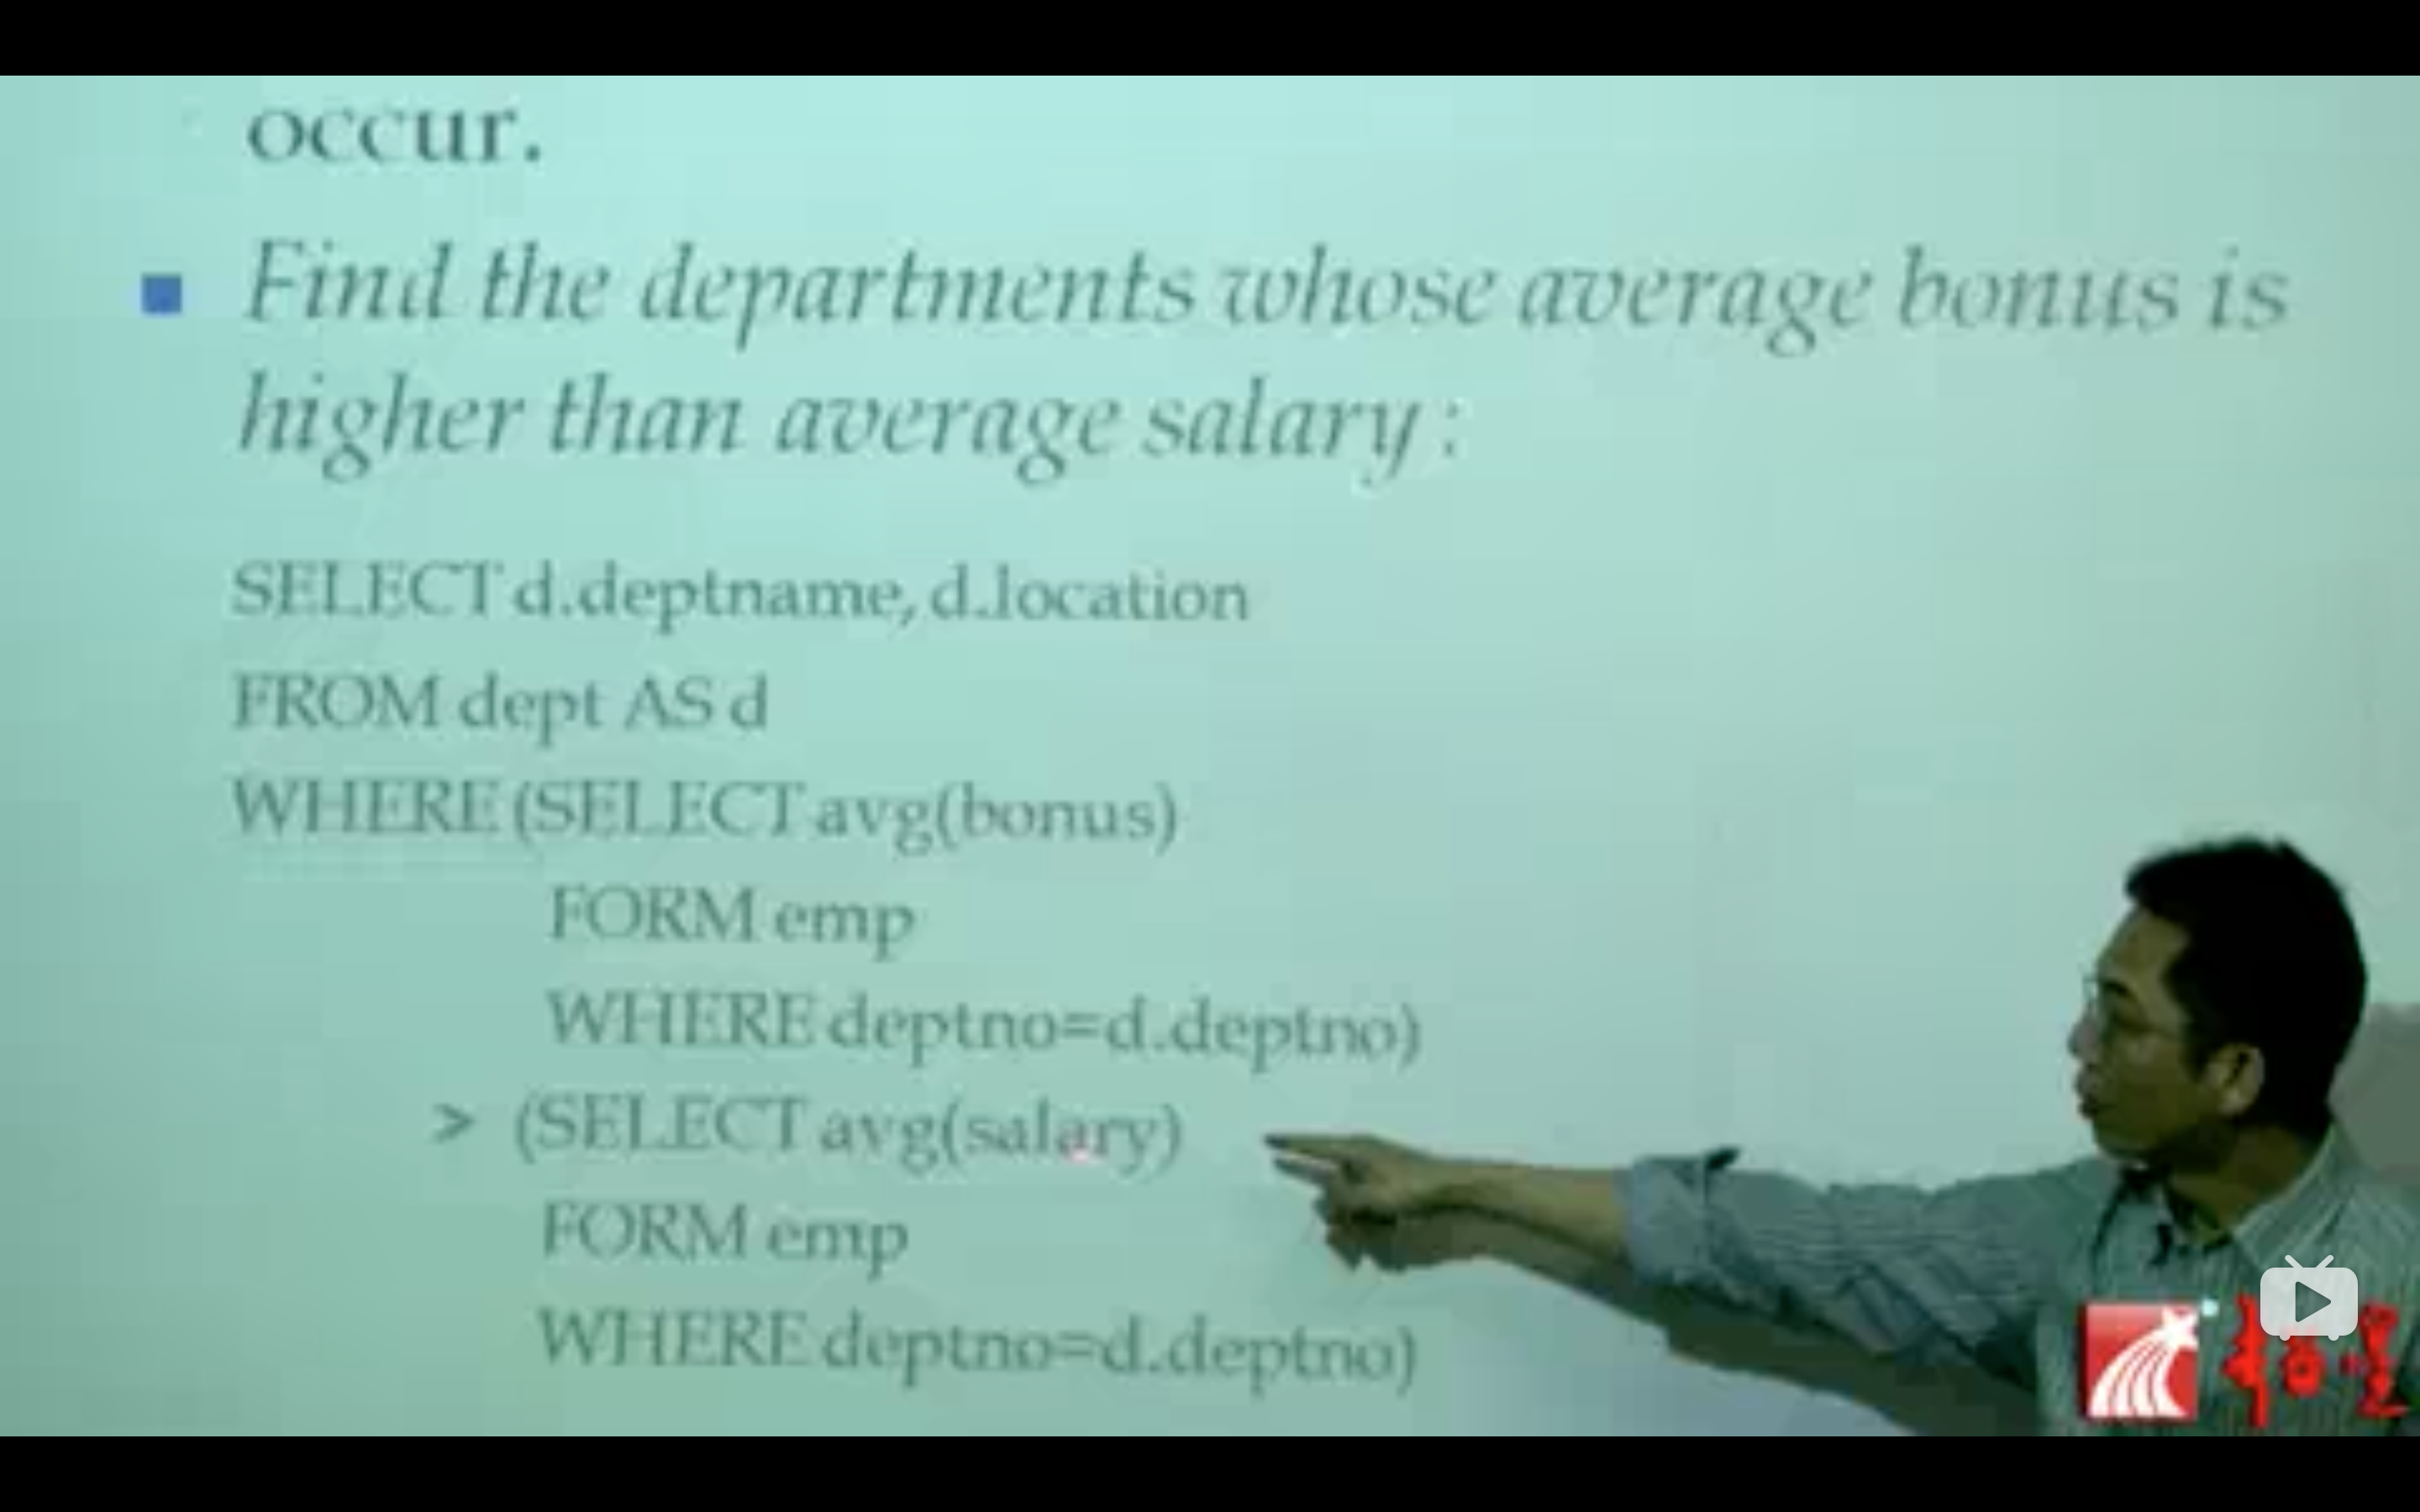 occur.
Find the departments whose average bonus is
higher than average salary :
SELECT d.deptname, d.location
FROM dept AS d
WHERE (SELECT avg(bonus)
FORM emp
WHERE deptno=d.deptno)
> (SELECT avg(salary)
FORM emp
WHERE deptno=d.deptno)